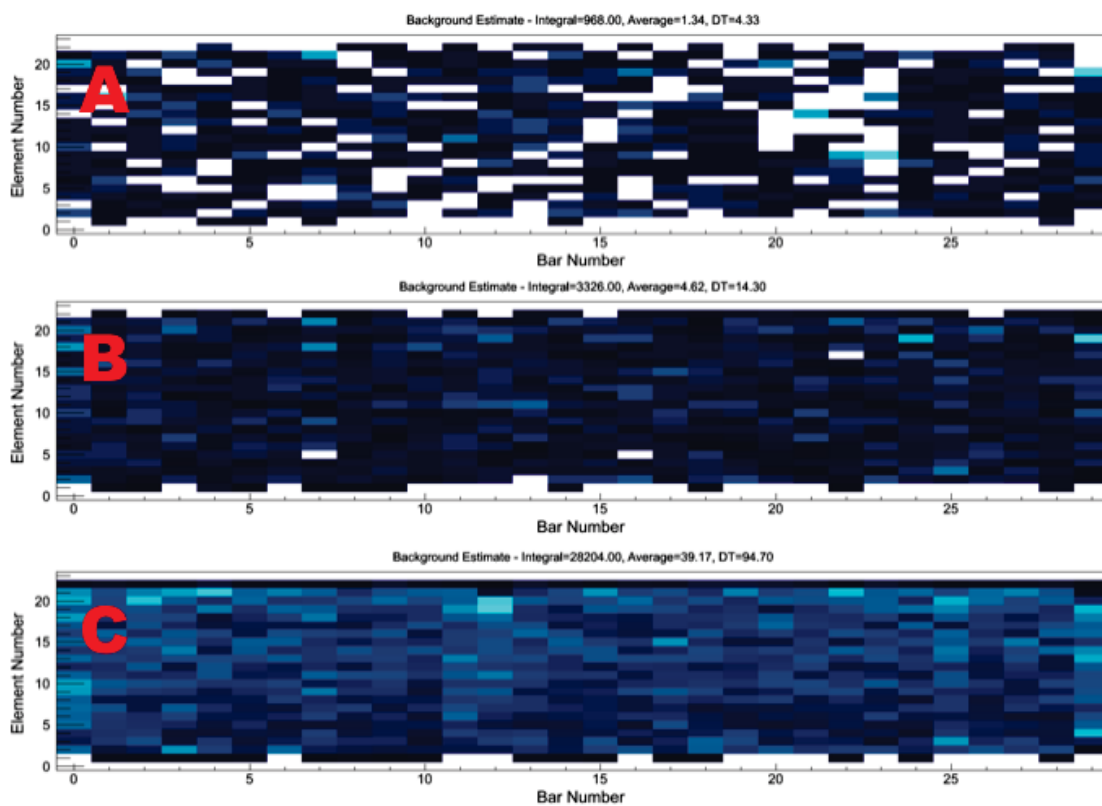 Background Estimate - Integral=968.00, Average=1.34, DT=4.33
A
Element Number
20
15
10
5
0
0 5 10 15 20 25
Bar Number
Background Estimate - Integral=3326.00, Average=4.62, DT=14.30
B
Element Number
20
15
10
5
0
0 5 10 15 20 25
Bar Number
Background Estimate - Integral=28204.00, Average=39.17, DT=94.70
C
Element Number
20
15
10
5
0
0 5 10 15 20 25
Bar Number